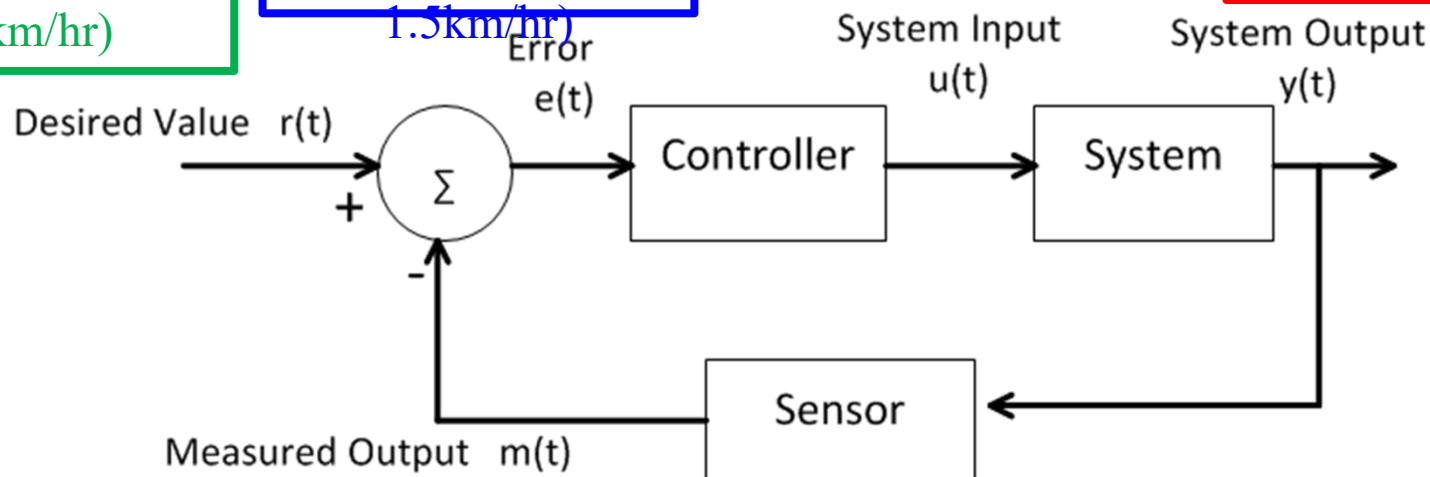 km/hr)
1.5km/hr)
Error
e(t)
System Input
u(t)
System Output
y(t)
Desired Value r(t)
+
Σ
Controller
System
-
Sensor
Measured Output m(t)